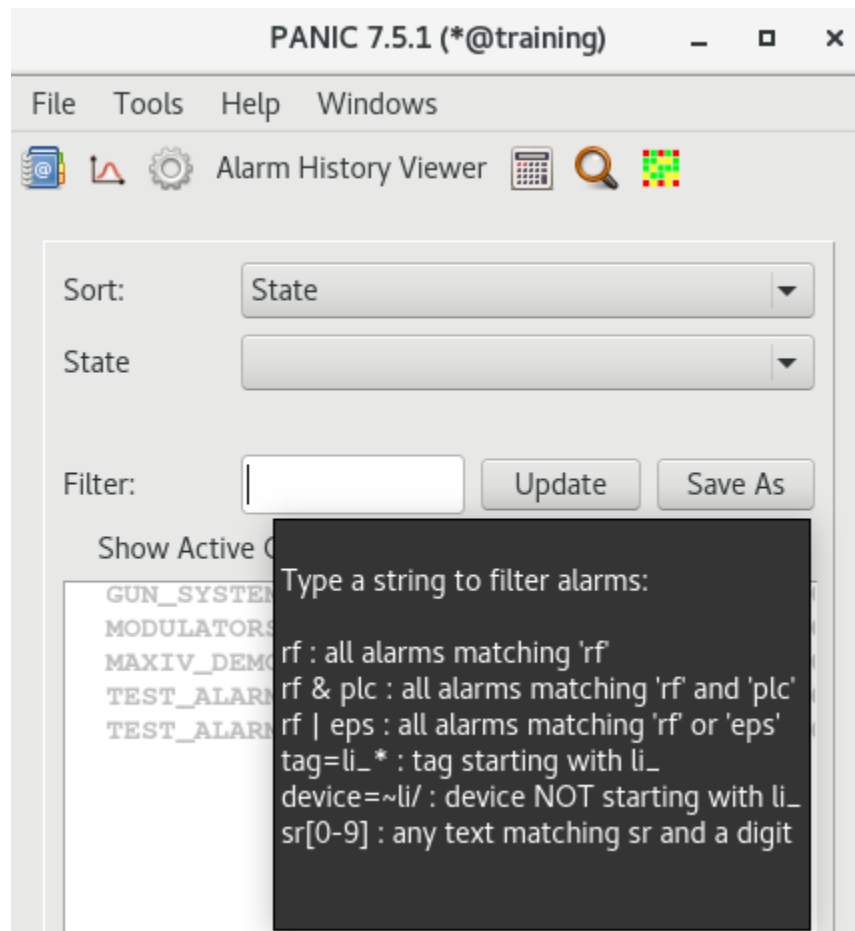 PANIC 7.5.1 (*@training)
File Tools Help Windows
Alarm History Viewer
Sort: State
State
Filter: Update Save As
Show Active
GUN_SYSTEM
MODULATORS
MAXIV_DEMO
TEST_ALARM
TEST_ALARM
Type a string to filter alarms:
rf : all alarms matching 'rf'
rf & plc : all alarms matching 'rf' and 'plc'
rf | eps : all alarms matching 'rf' or 'eps'
tag=li_* : tag starting with li_
device=~li/ : device NOT starting with li_
sr[0-9] : any text matching sr and a digit